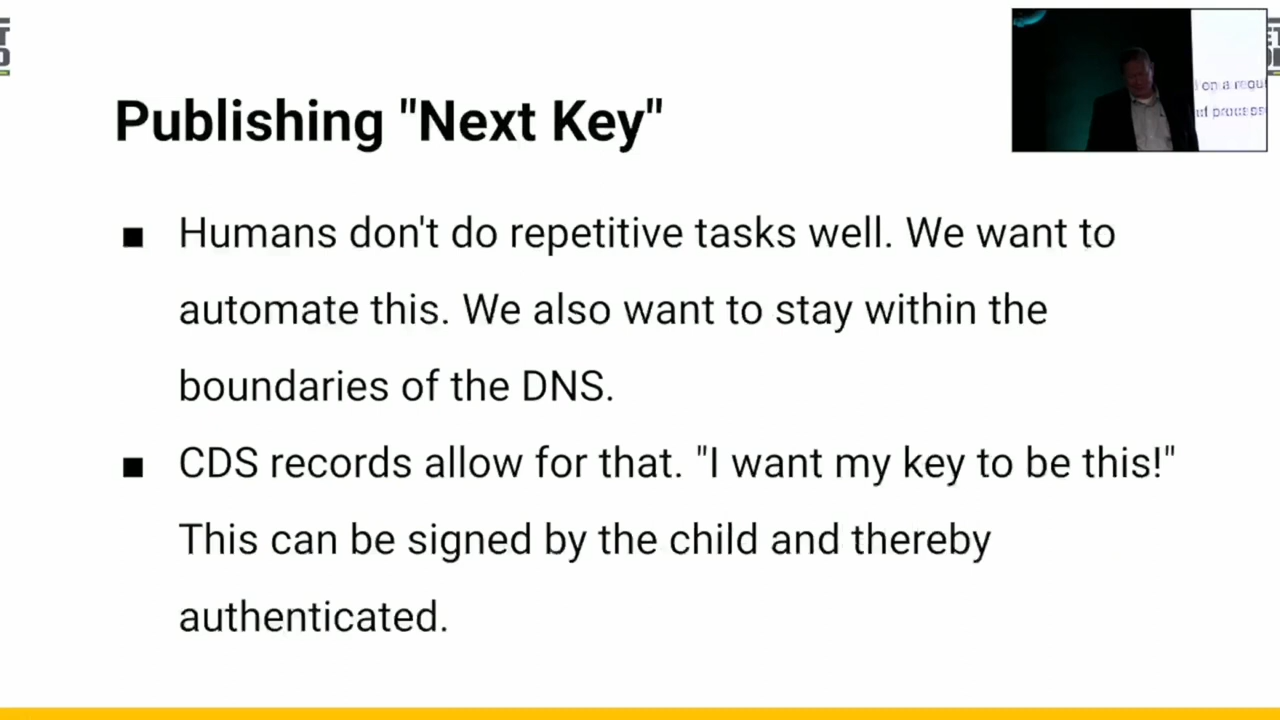 Publishing "Next Key"
Humans don't do repetitive tasks well. We want to
automate this. We also want to stay within the
boundaries of the DNS.
CDS records allow for that. "I want my key to be this!"
This can be signed by the child and thereby
authenticated.
on a requ